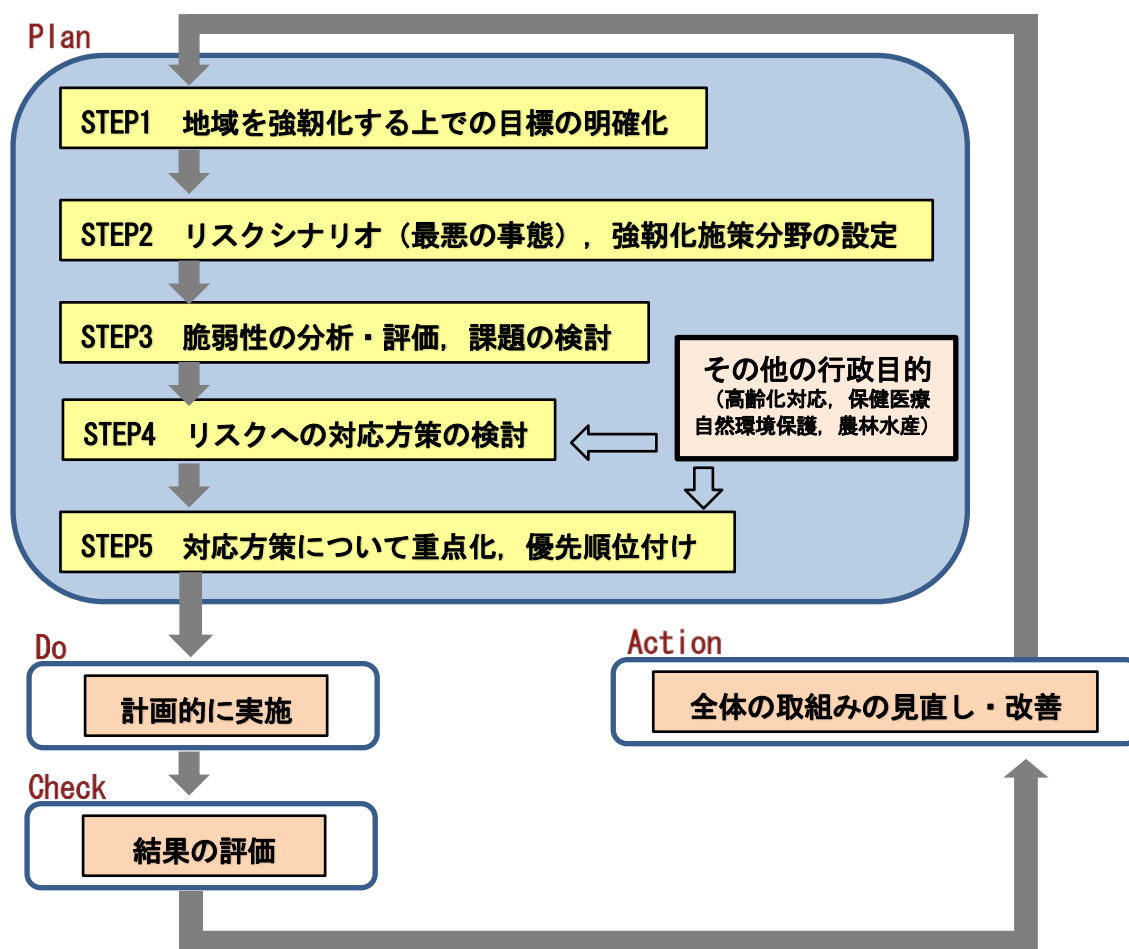 Plan
STEP1　地域を強靭化する上での目標の明確化
STEP2　リスクシナリオ（最悪の事態），強靭化施策分野の設定
STEP3　脆弱性の分析・評価，課題の検討
その他の行政目的
（高齢化対応，保健医療
自然環境保護，農林水産）
STEP4　リスクへの対応方策の検討
STEP5　対応方策について重点化，優先順位付け
Do
計画的に実施
Action
全体の取組みの見直し・改善
Check
結果の評価